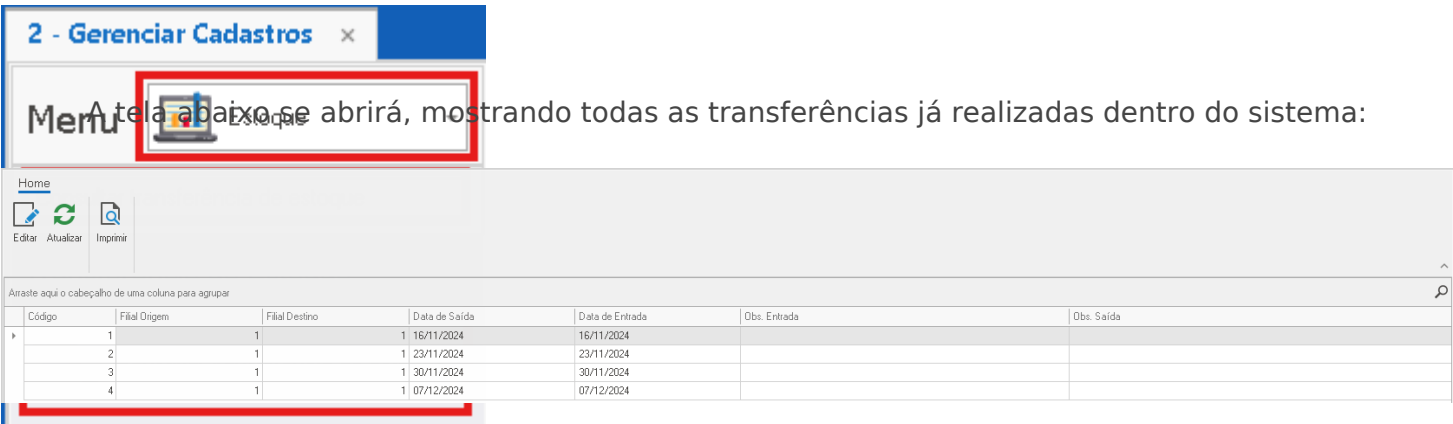 2 - Gerenciar Cadastros ×
Menu Estoque
A tela abaixo se abrirá, mostrando todas as transferências já realizadas dentro do sistema:
Home
Editar Atualizar Imprimir
Arraste aqui o cabeçalho de uma coluna para agrupar
Código Filial Origem Filial Destino Data de Saída Data de Entrada Obs. Entrada Obs. Saída
1 1 1 16/11/2024 16/11/2024
2 1 1 23/11/2024 23/11/2024
3 1 1 30/11/2024 30/11/2024
4 1 1 07/12/2024 07/12/2024